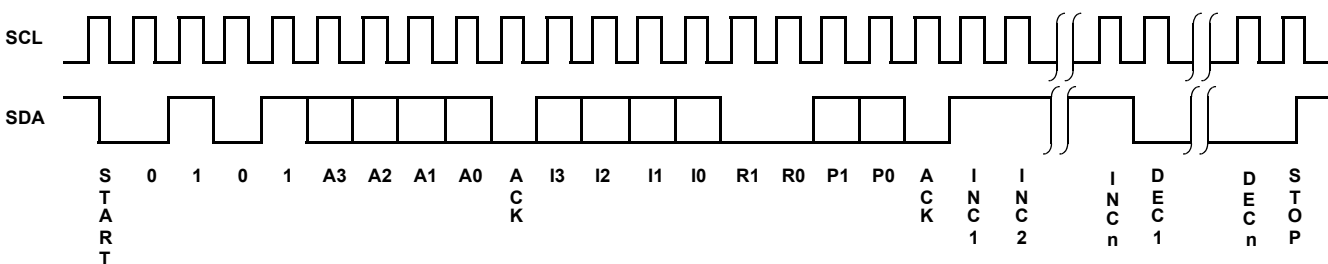 SCL
SDA
START 0 1 0 1 A3 A2 A1 A0 ACK I3 I2 I1 I0 R1 R0 P1 P0 ACK INC1 INC2 INCn DEC1 DECn STOP